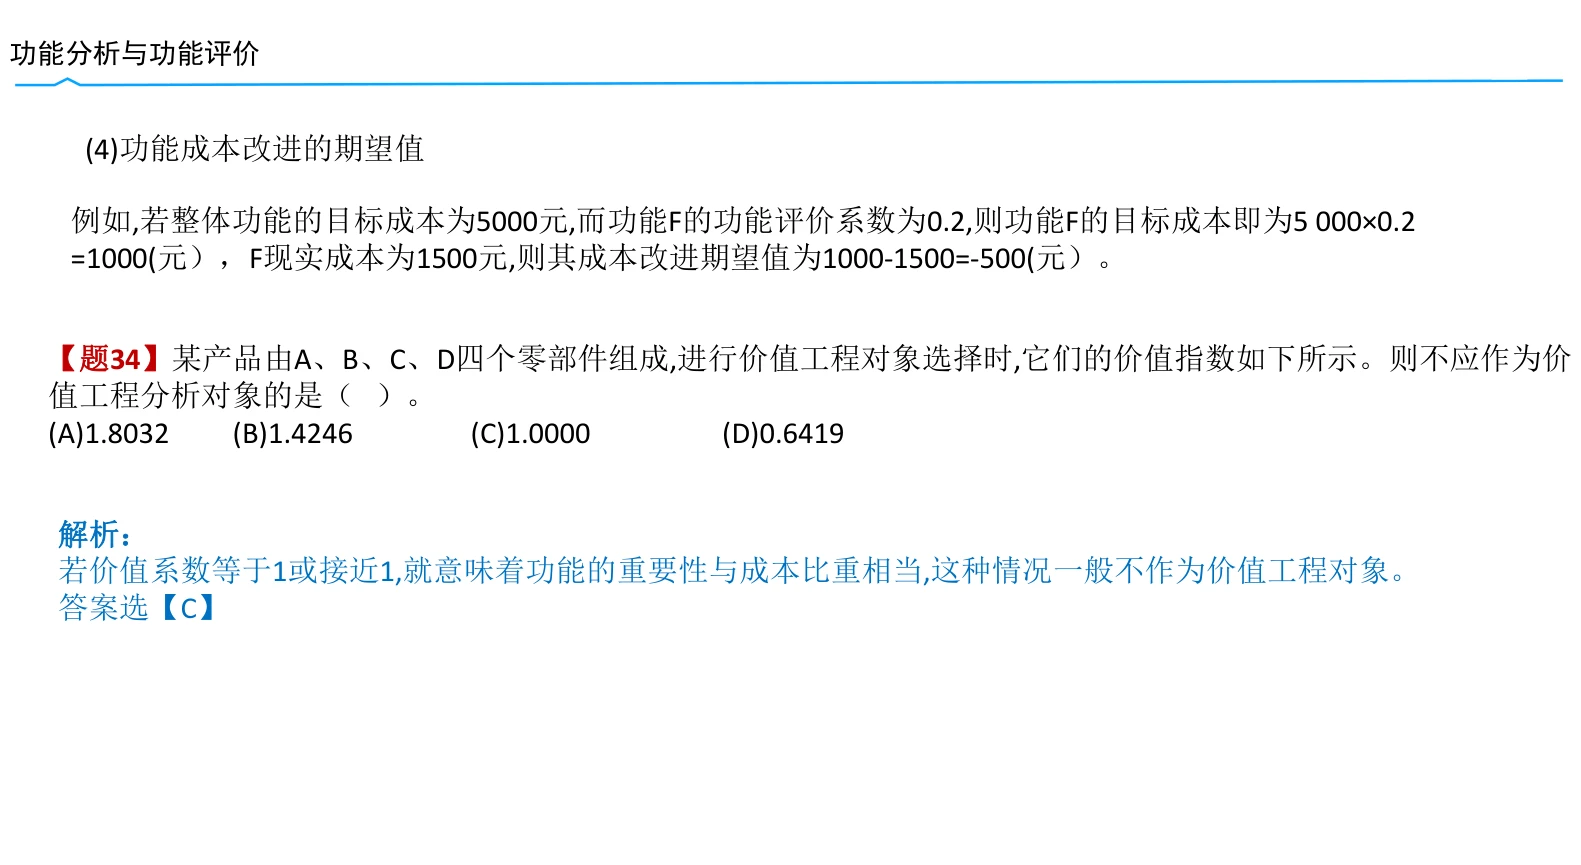 功能分析与功能评价
(4)功能成本改进的期望值
例如,若整体功能的目标成本为5000元,而功能F的功能评价系数为0.2,则功能F的目标成本即为5 000×0.2
=1000(元），F现实成本为1500元,则其成本改进期望值为1000-1500=-500(元）。
【题34】某产品由A、B、C、D四个零部件组成,进行价值工程对象选择时,它们的价值指数如下所示。则不应作为价
值工程分析对象的是（ ）。
(A)1.8032 (B)1.4246 (C)1.0000 (D)0.6419
解析：
若价值系数等于1或接近1,就意味着功能的重要性与成本比重相当,这种情况一般不作为价值工程对象。
答案选【C】